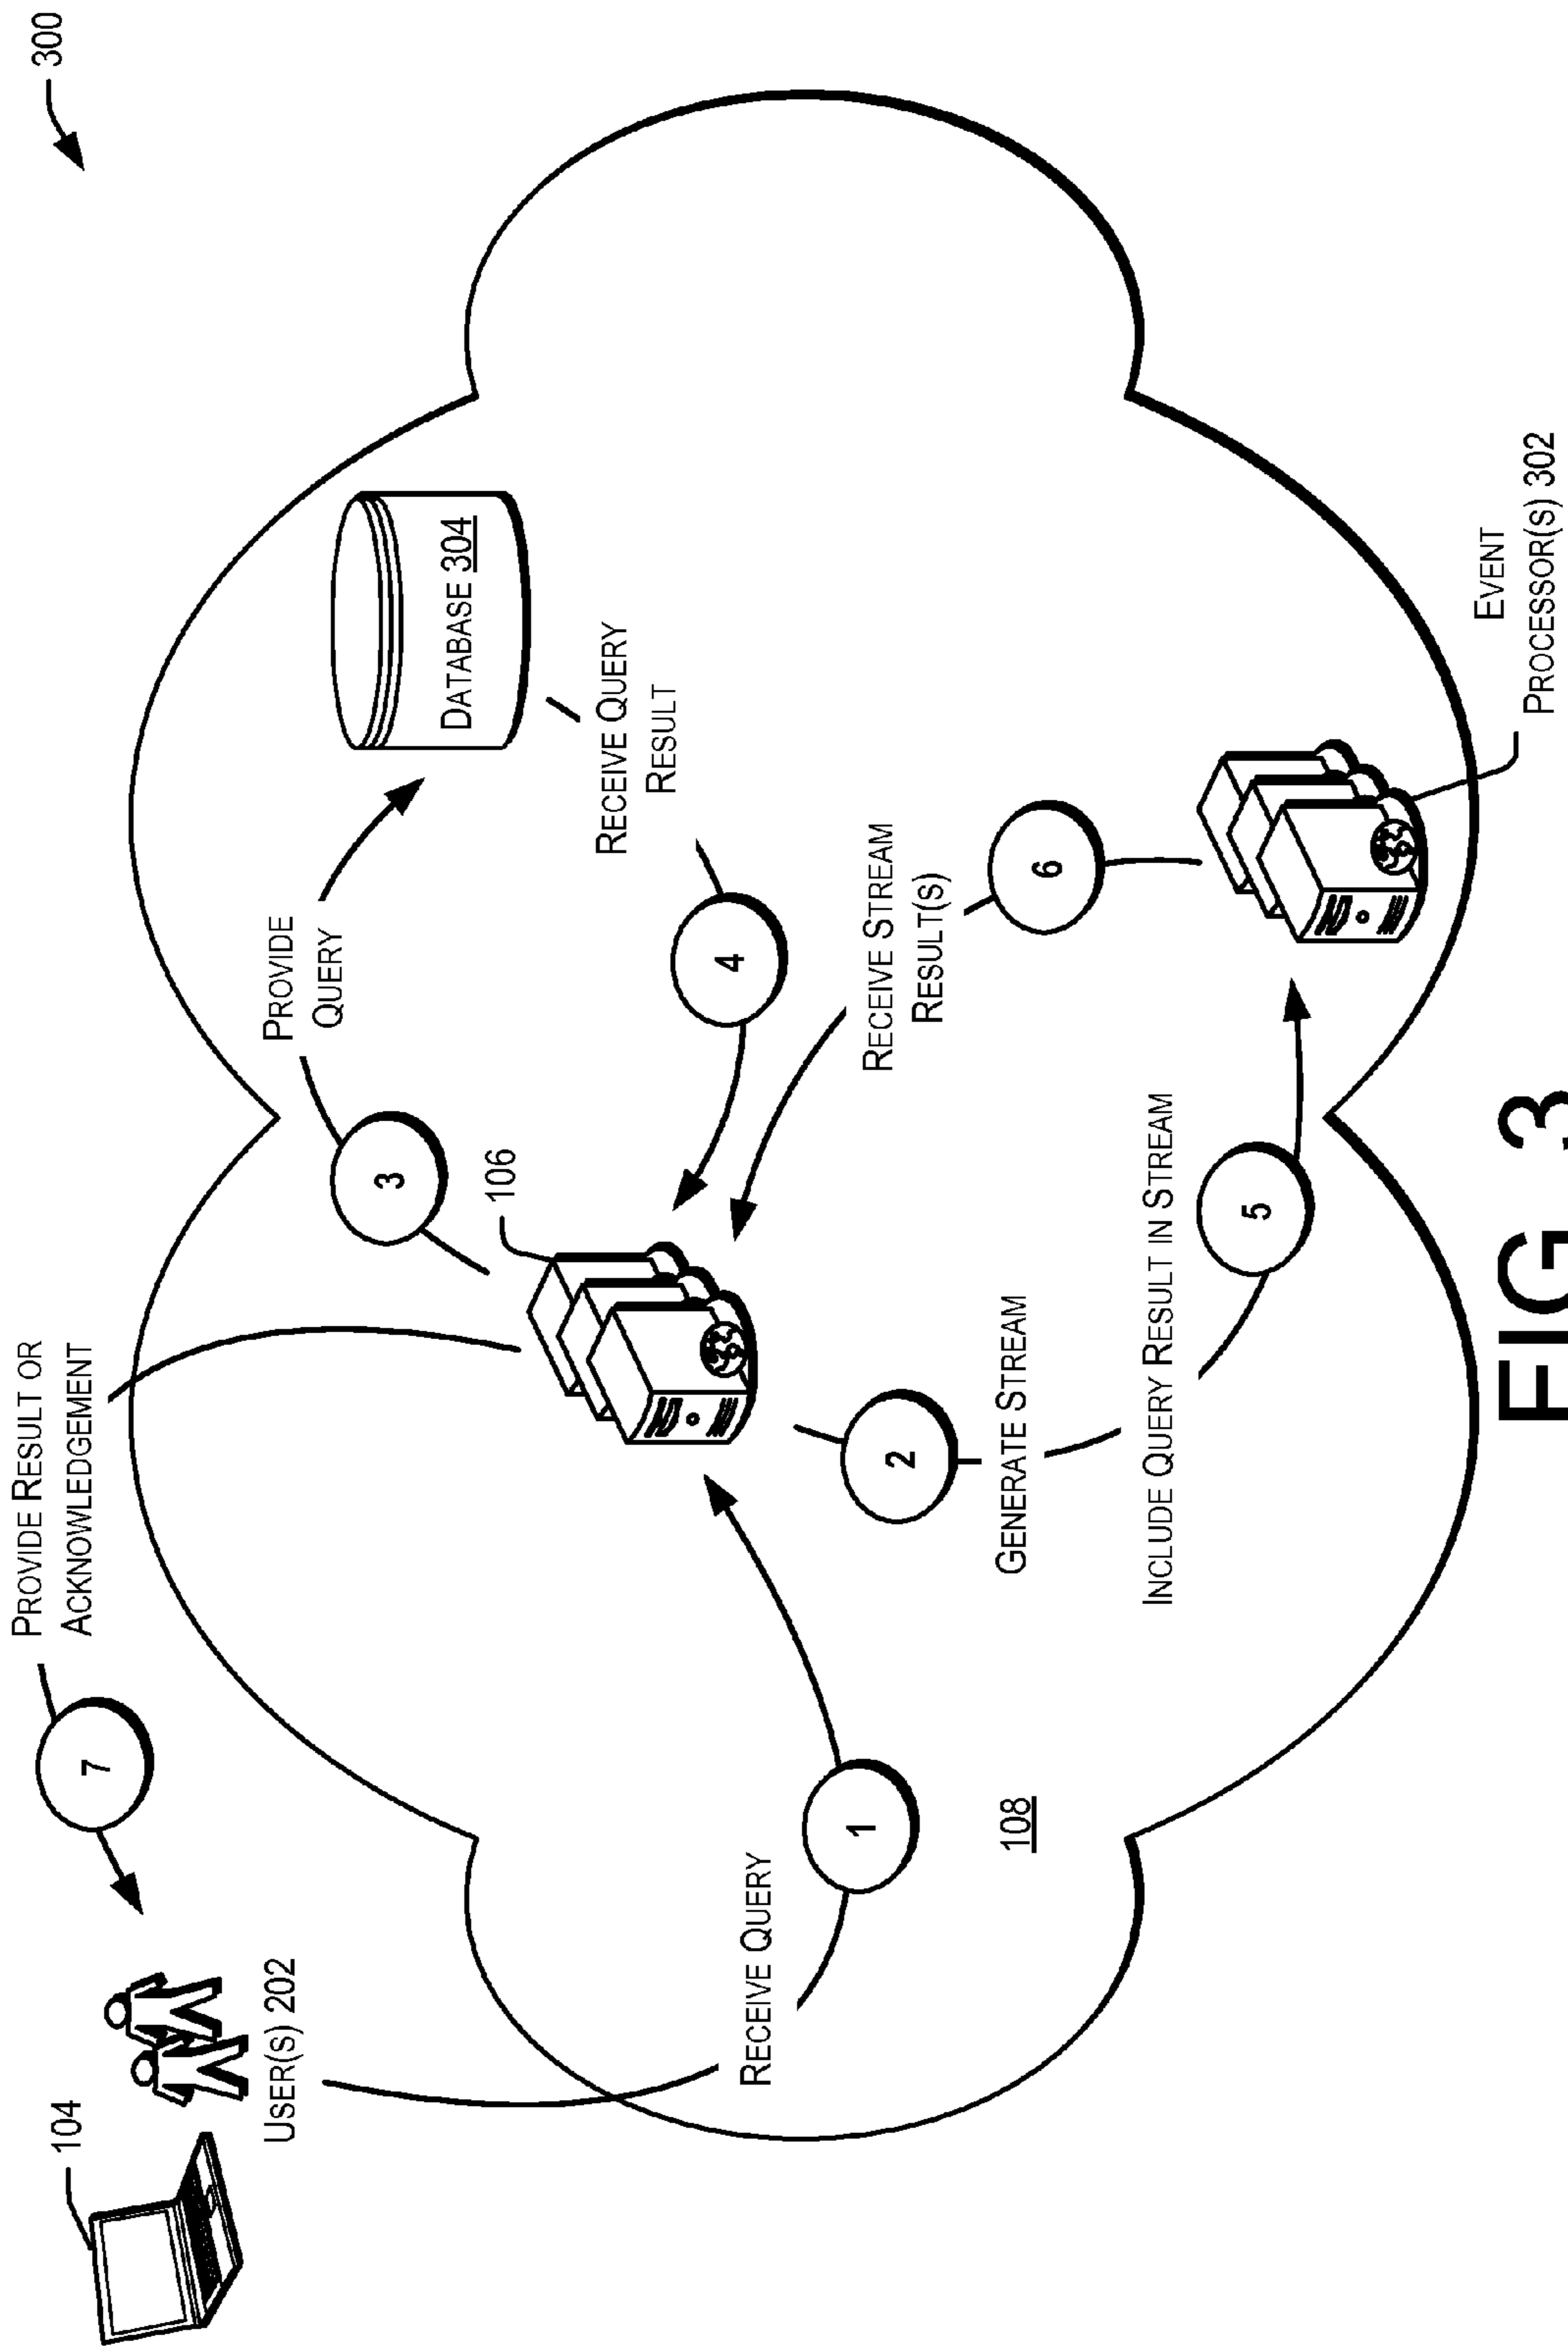 300
PROVIDE RESULT OR
ACKNOWLEDGEMENT
7
104
USER(S) 202
PROVIDE
QUERY
3
DATABASE 304
RECEIVE QUERY
RESULT
106
4
RECEIVE QUERY
1
2
GENERATE STREAM
RECEIVE STREAM
RESULT(S)
6
108
INCLUDE QUERY RESULT IN STREAM
5
EVENT
PROCESSOR(S) 302
FIG. 3